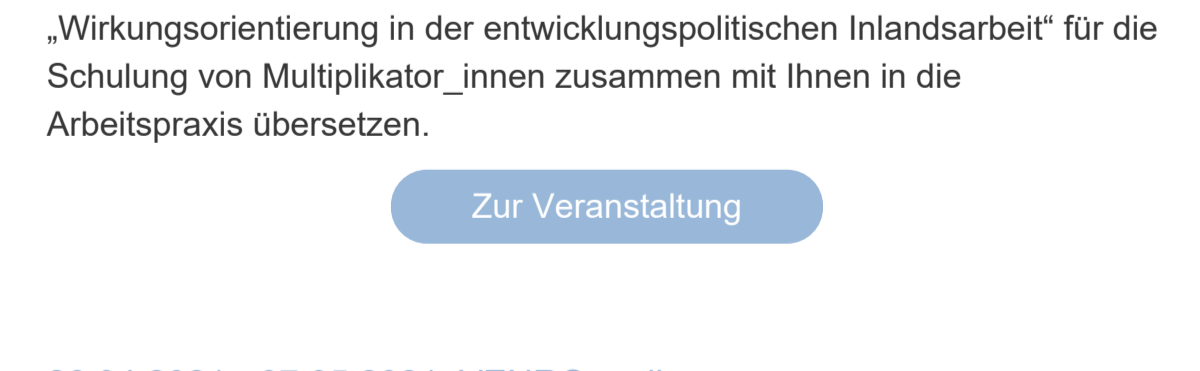 „Wirkungsorientierung in der entwicklungspolitischen Inlandsarbeit“ für die
Schulung von Multiplikator_innen zusammen mit Ihnen in die
Arbeitspraxis übersetzen.
Zur Veranstaltung